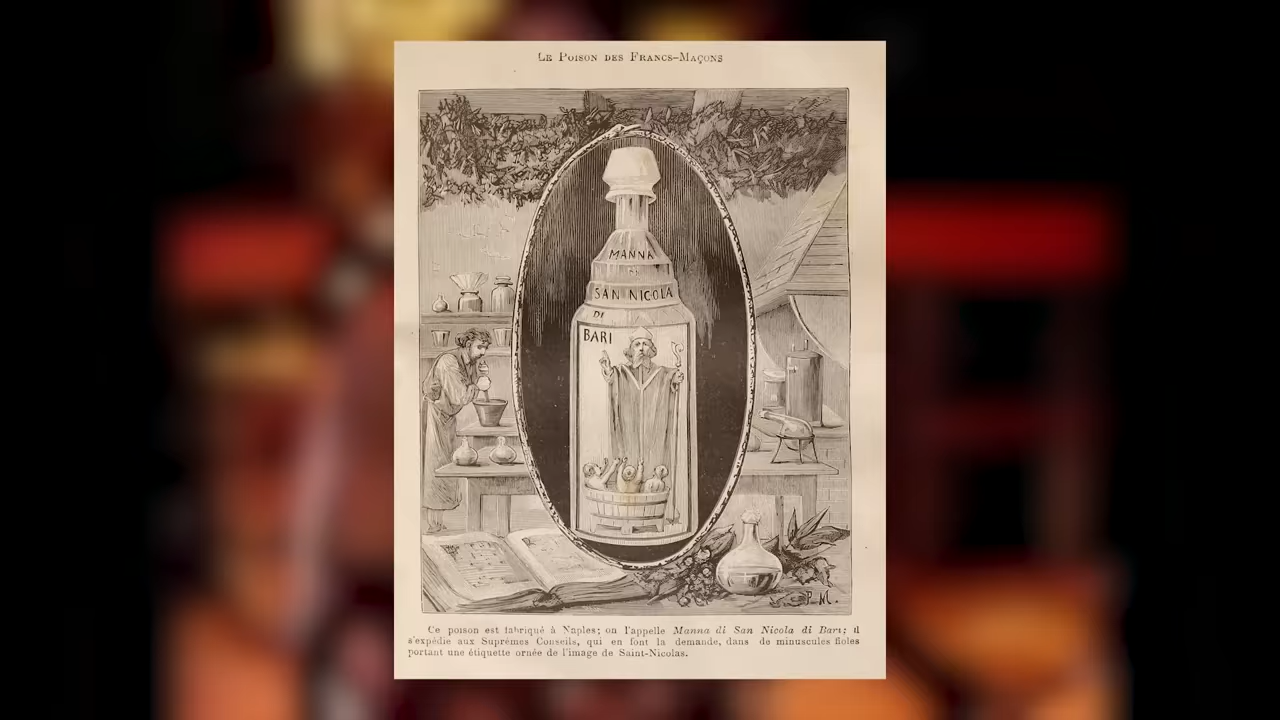 Le Poison des Francs-Maçons
MANNA
DI
SAN NICOLA
DI
BARI
P. M.
Ce poison est fabriqué à Naples; on l'appelle Manna di San Nicola di Bari; il
s'expédie aux Suprêmes Conseils, qui en font la demande, dans de minuscules fioles
portant une étiquette ornée de l'image de Saint-Nicolas.